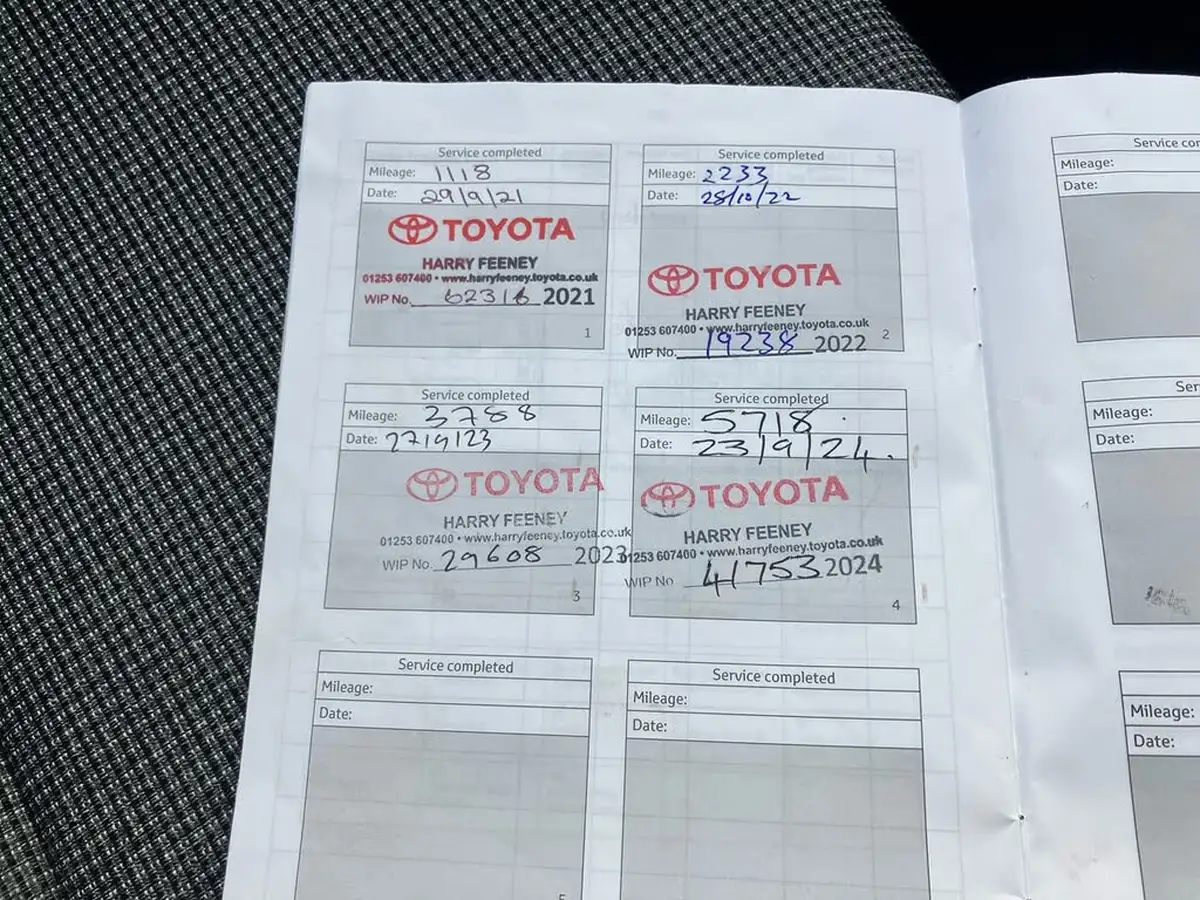 Service completed
Mileage: 1118
Date: 29/9/21
TOYOTA
HARRY FEENEY
01253 607400 • www.harryfeeney.toyota.co.uk
WIP No. 62316 2021
1
Service completed
Mileage: 2233
Date: 28/10/22
TOYOTA
HARRY FEENEY
01253 607400 • www.harryfeeney.toyota.co.uk
WIP No. 19238 2022
2
Service completed
Mileage: 3788
Date: 27/9/23
TOYOTA
HARRY FEENEY
01253 607400 • www.harryfeeney.toyota.co.uk
WIP No. 29608 2023
3
Service completed
Mileage: 5718
Date: 23/9/24.
TOYOTA
HARRY FEENEY
01253 607400 • www.harryfeeney.toyota.co.uk
WIP No 41753 2024
4
Service completed
Mileage:
Date:
5
Service completed
Mileage:
Date:
Service
Mileage:
Date:
Mileage:
Date:
Mileage:
Date: